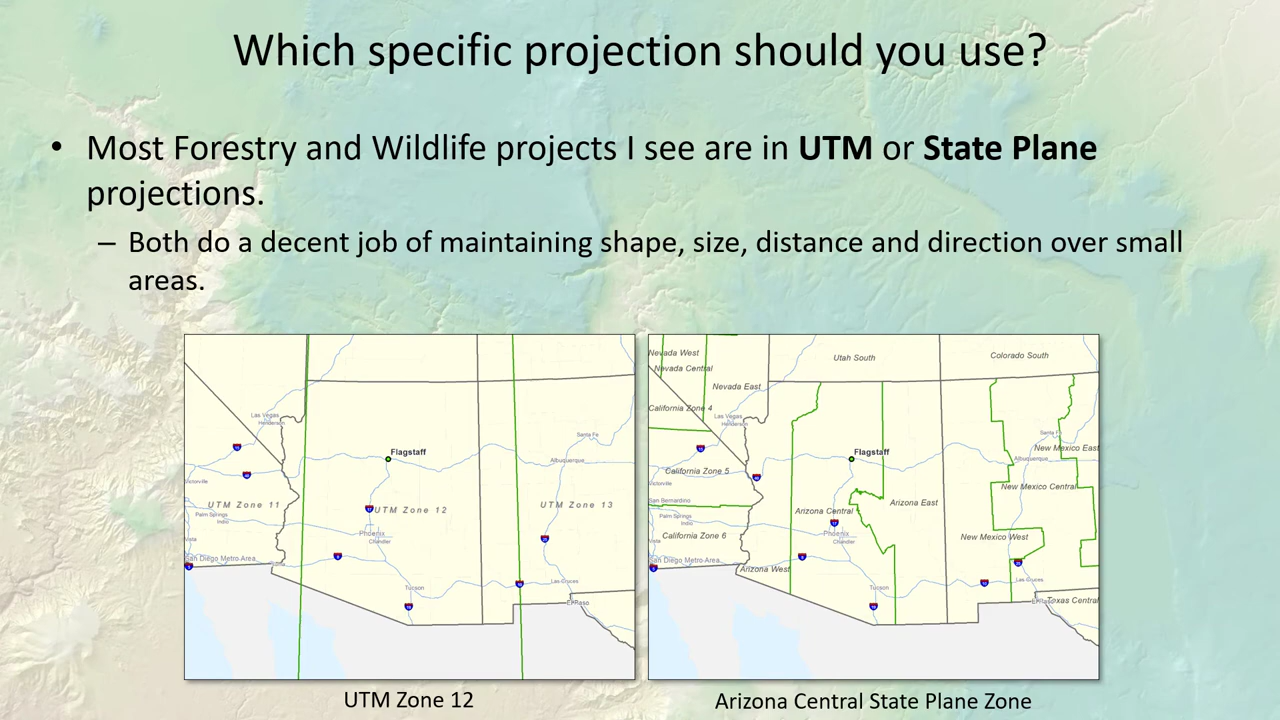 Which specific projection should you use?
• Most Forestry and Wildlife projects I see are in UTM or State Plane
projections.
– Both do a decent job of maintaining shape, size, distance and direction over small
areas.
Las Vegas
Henderson
Santa Fe
Flagstaff
Albuquerque
Victorville
UTM Zone 11
UTM Zone 12
UTM Zone 13
Palm Springs
Indio
Phoenix
Chandler
Vista
San Diego Metro Area
Tucson
Las Cruces
El Paso
UTM Zone 12
Nevada West
Utah South
Colorado South
Nevada Central
Nevada East
California Zone 4
Las Vegas
Henderson
Santa Fe
New Mexico East
Flagstaff
Albuquerque
California Zone 5
Victorville
New Mexico Central
San Bernardino
Arizona East
Arizona Central
Palm Springs
Indio
Phoenix
Chandler
California Zone 6
New Mexico West
Vista
San Diego Metro Area
Arizona West
Tucson
Las Cruces
Texas Central
Arizona Central State Plane Zone